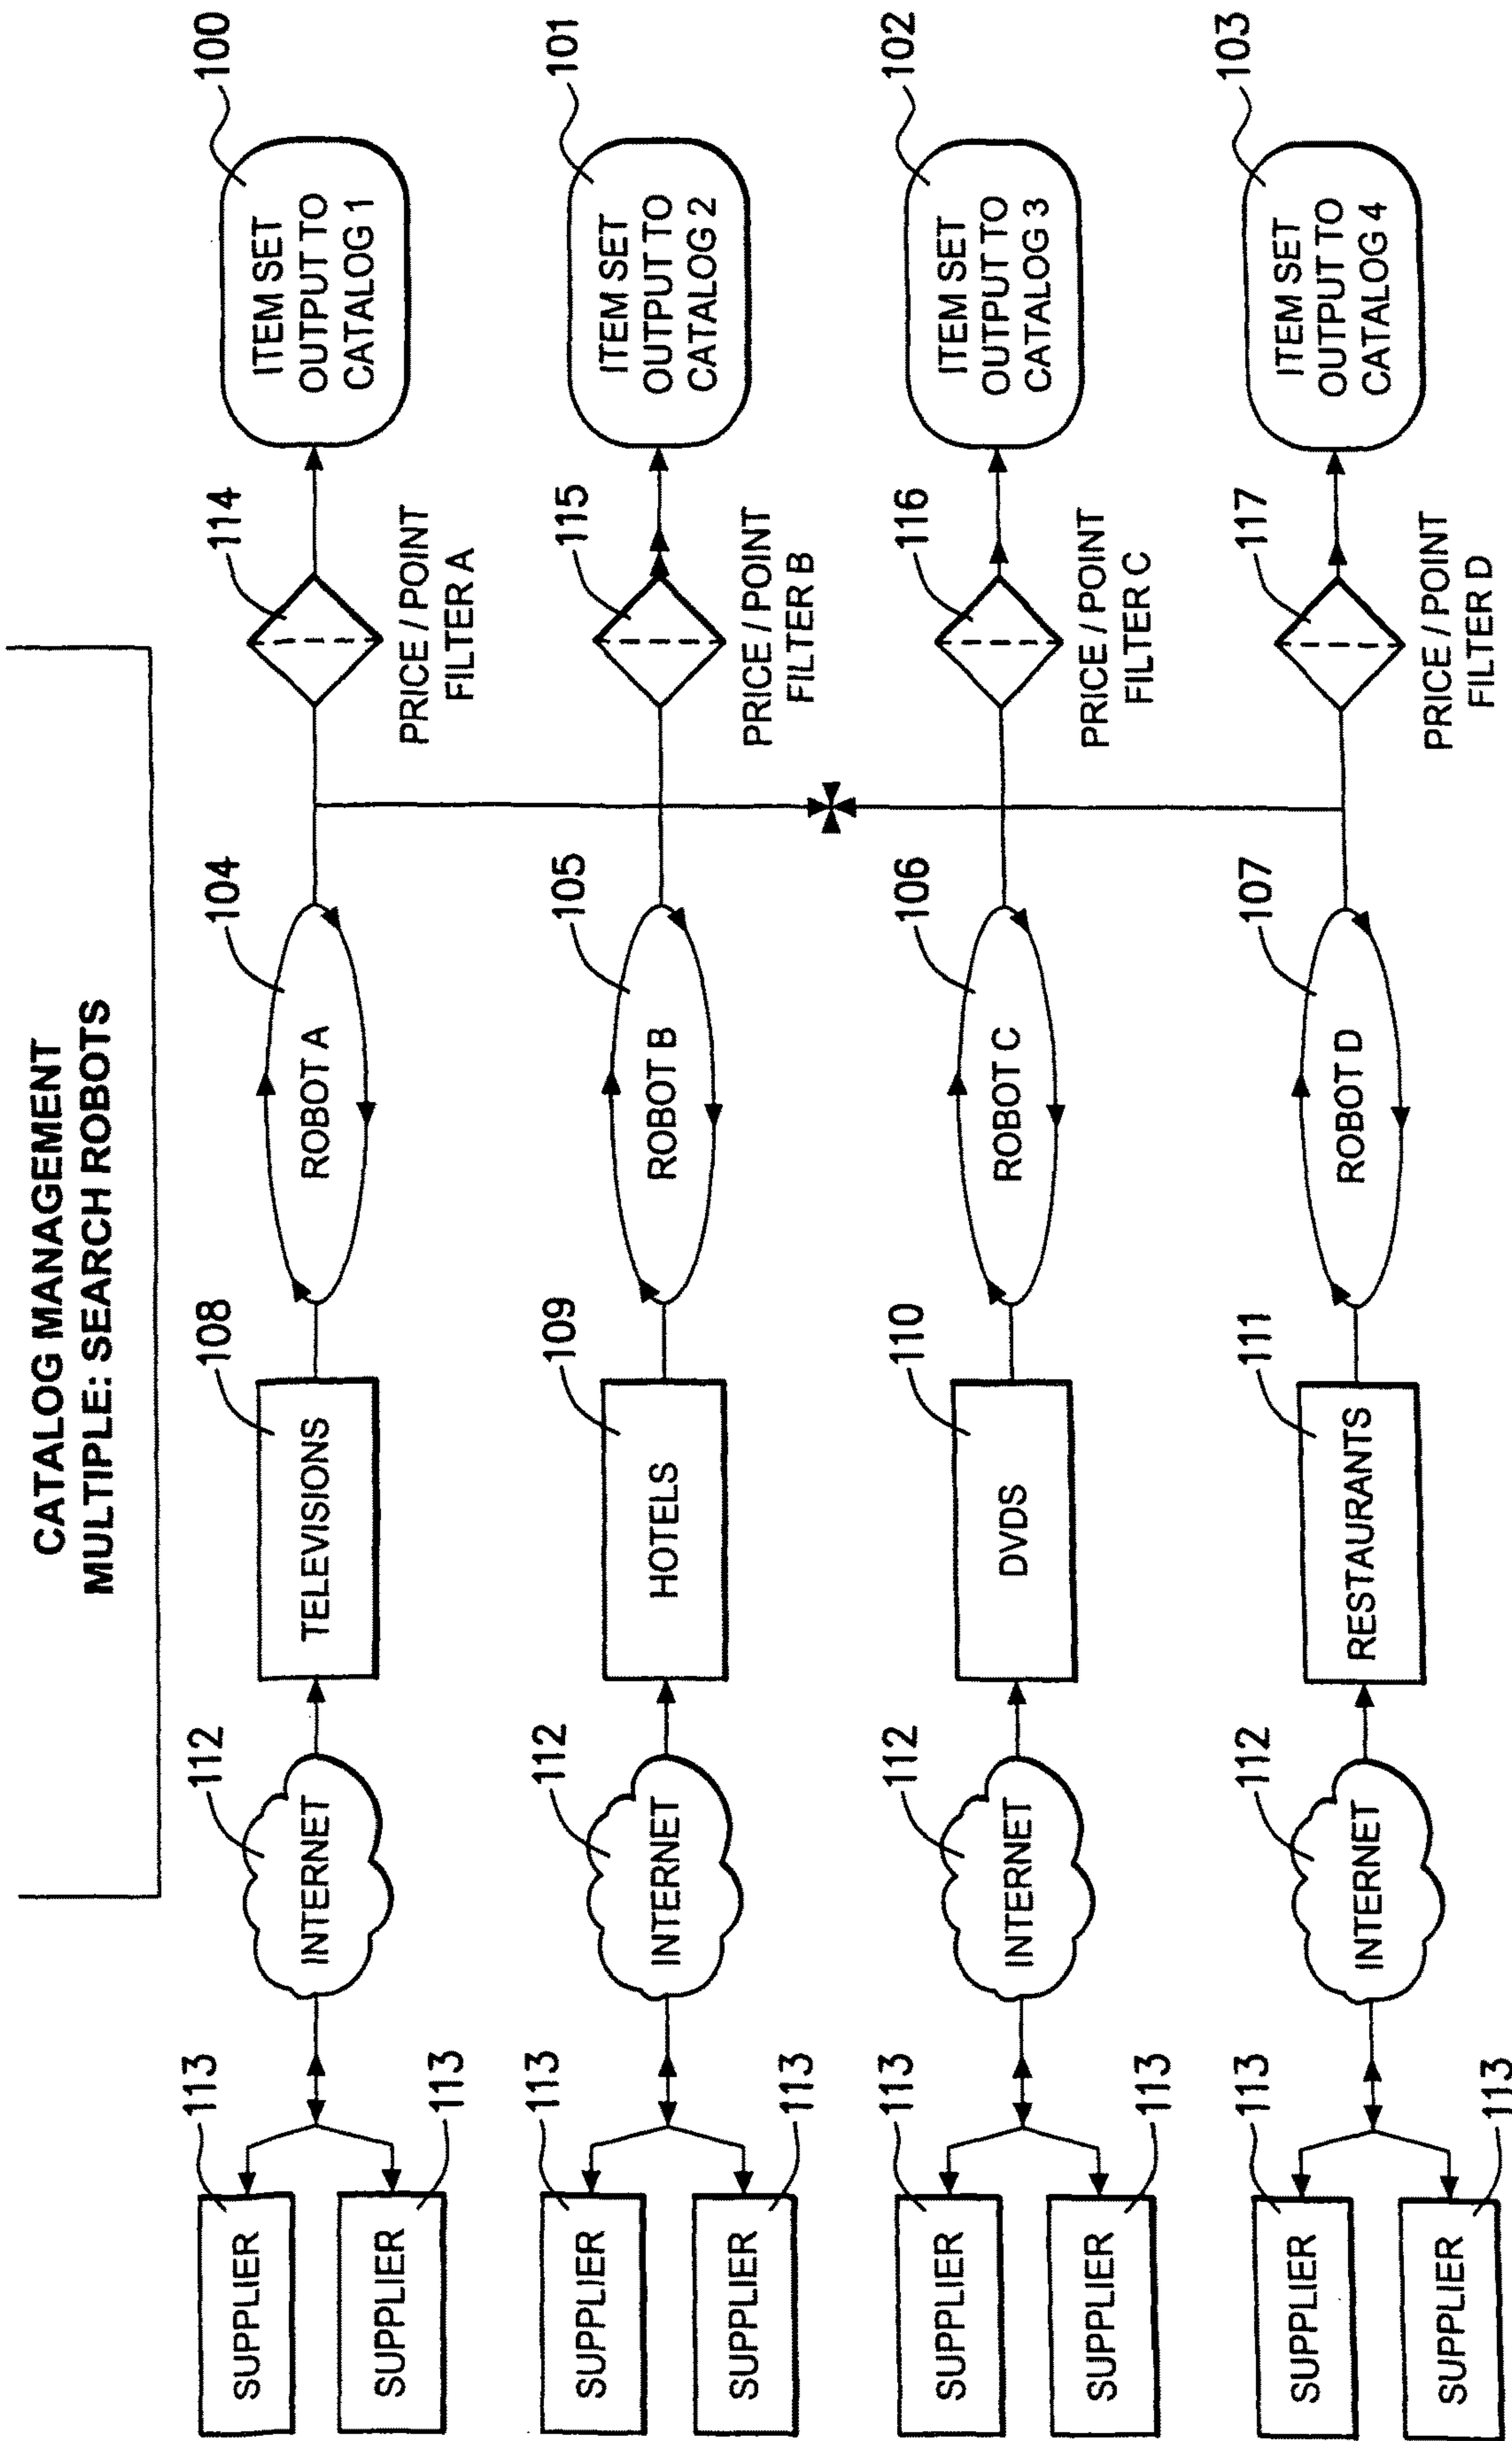 CATALOG MANAGEMENT
MULTIPLE: SEARCH ROBOTS
113
SUPPLIER
SUPPLIER
113
112
INTERNET
108
TELEVISIONS
104
ROBOT A
114
PRICE / POINT
FILTER A
100
ITEM SET
OUTPUT TO
CATALOG 1
113
SUPPLIER
SUPPLIER
113
112
INTERNET
109
HOTELS
105
ROBOT B
115
PRICE / POINT
FILTER B
101
ITEM SET
OUTPUT TO
CATALOG 2
113
SUPPLIER
SUPPLIER
113
112
INTERNET
110
DVDS
106
ROBOT C
116
PRICE / POINT
FILTER C
102
ITEM SET
OUTPUT TO
CATALOG 3
113
SUPPLIER
SUPPLIER
113
112
INTERNET
111
RESTAURANTS
107
ROBOT D
117
PRICE / POINT
FILTER D
103
ITEM SET
OUTPUT TO
CATALOG 4